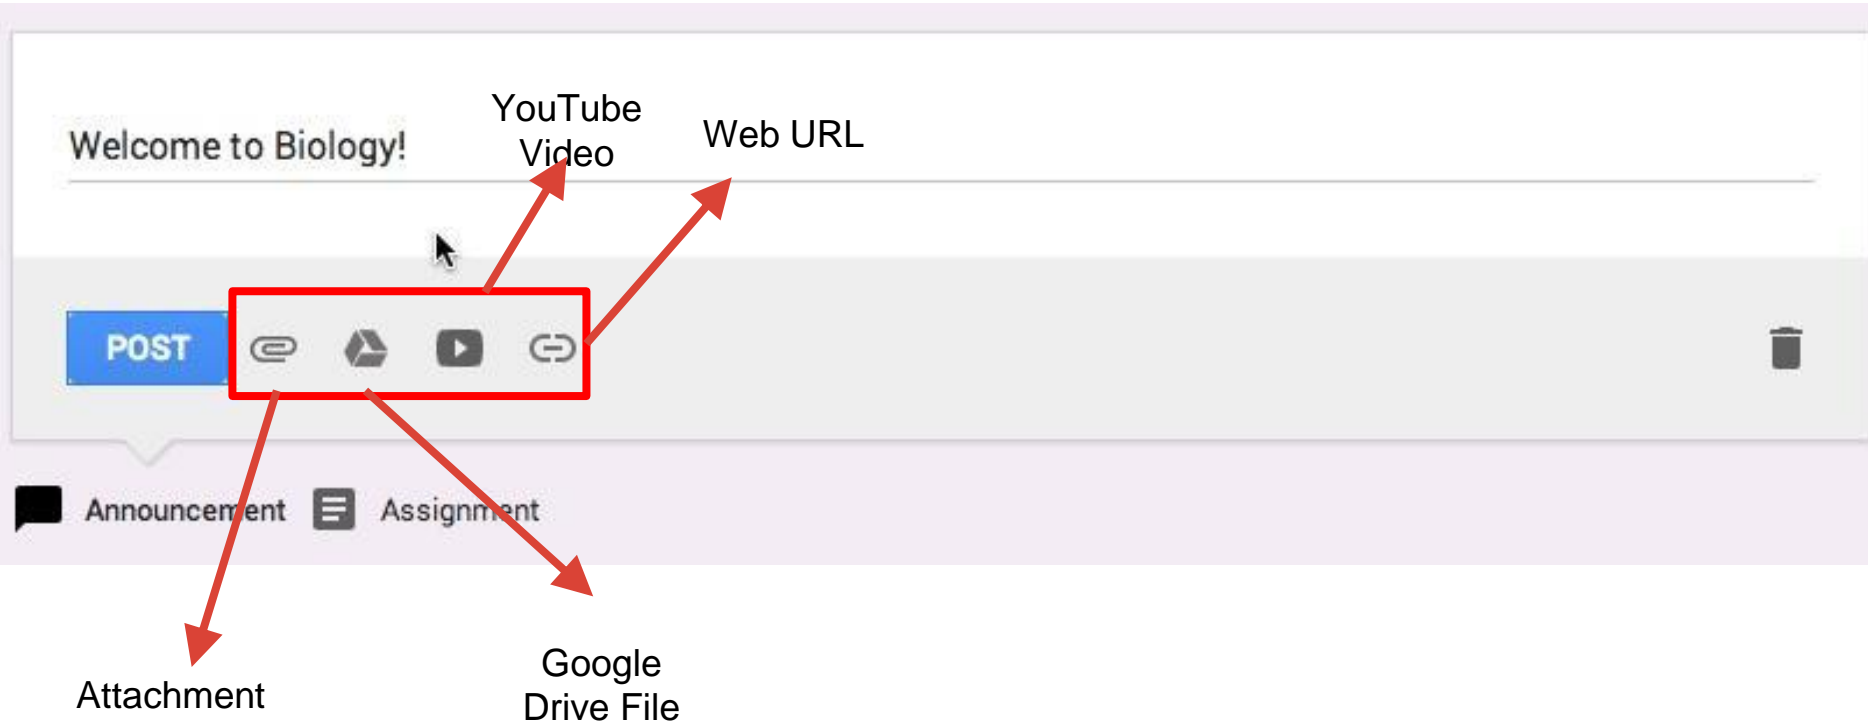 YouTube
Video
Web URL
Welcome to Biology!
POST
Announcement
Assignment
Attachment
Google
Drive File